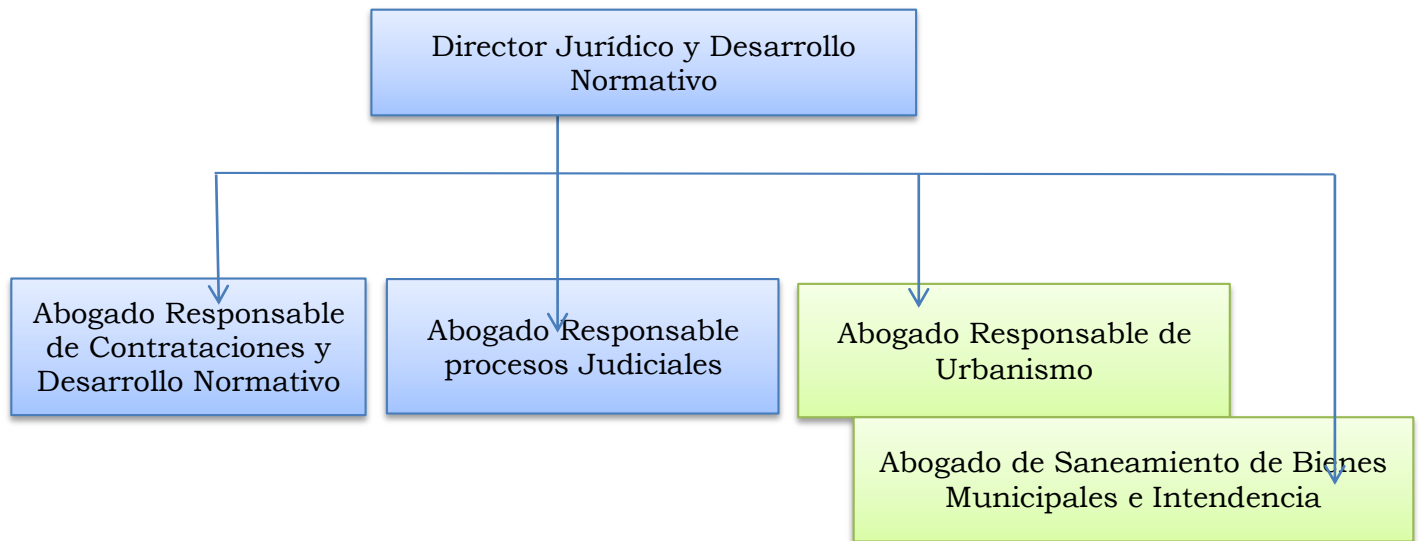 Director Jurídico y Desarrollo
Normativo
Abogado Responsable
de Contrataciones y
Desarrollo Normativo
Abogado Responsable
procesos Judiciales
Abogado Responsable de
Urbanismo
Abogado de Saneamiento de Bienes
Municipales e Intendencia